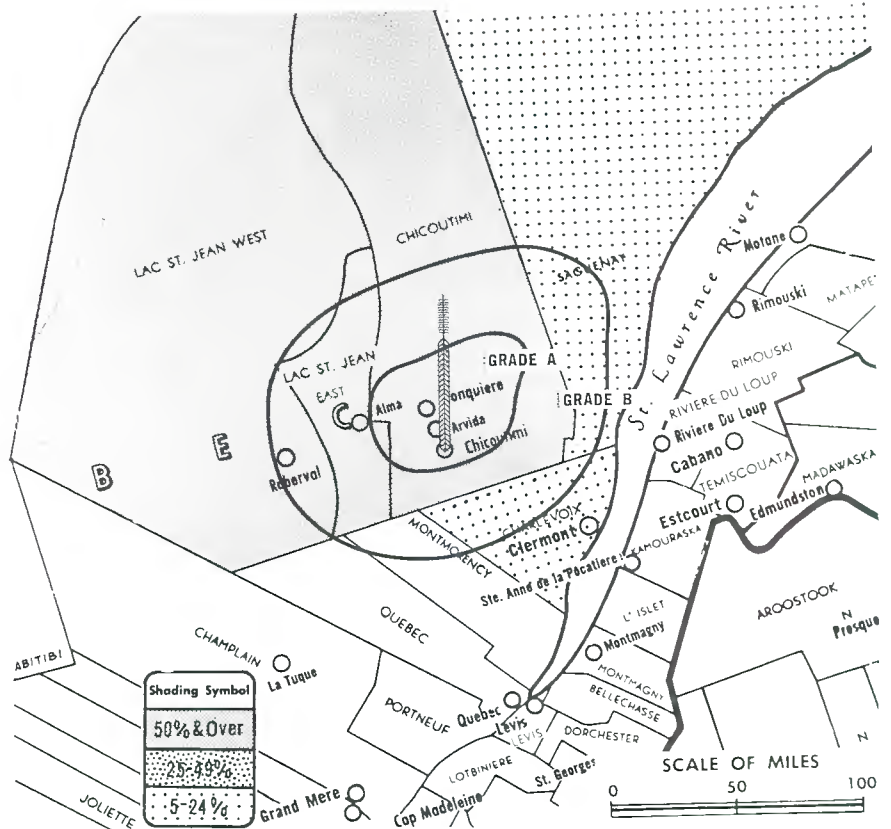 LAC ST. JEAN WEST
CHICOUTIMI
SAGUENAY
St. Lawrence River
Matane
Rimouski
MATAPE
RIMOUSKI
LAC ST. JEAN
EAST
GRADE A
GRADE B
RIVIERE DU LOUP
Alma
onquiere
Arvida
Chicoutimi
C
E
B
Roberval
Riviere Du Loup
Cabano
TEMISCOUATA
MADAWASKA
Estcourt
Edmundston
CHARLEVOIX
Clermont
MONTMORENCY
KAMOURASKA
Ste. Anne de la Pocatiere
QUEBEC
L'ISLET
AROOSTOOK
N
Presque
CHAMPLAIN
La Tuque
ABITIBI
Montmagny
MONTMAGNY
BELLECHASSE
Shading Symbol
50% & Over
25-49%
5-24%
PORTNEUF
Quebec
Levis
LEVIS
DORCHESTER
LOTBINIERE
St. Georges
N
SCALE OF MILES
0 50 100
JOLIETTE
Grand Mere
Cap Madeleine